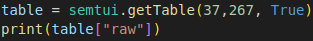 table = semtui.getTable(37,267, True)
print(table["raw"])